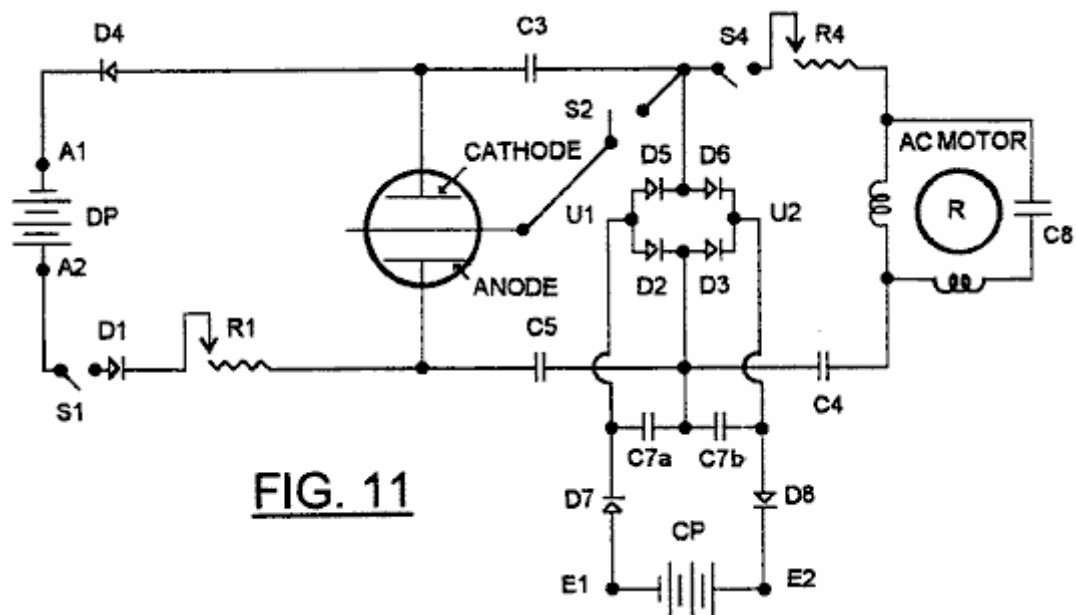 C3
D4
S4
R4
S2
A1
CATHODE
D5 D6
AC MOTOR
DP
U1
U2
R
C8
A2
ANODE
D2 D3
D1
R1
C5
S1
C4
C7a C7b
FIG. 11
D7
D8
CP
E1
E2